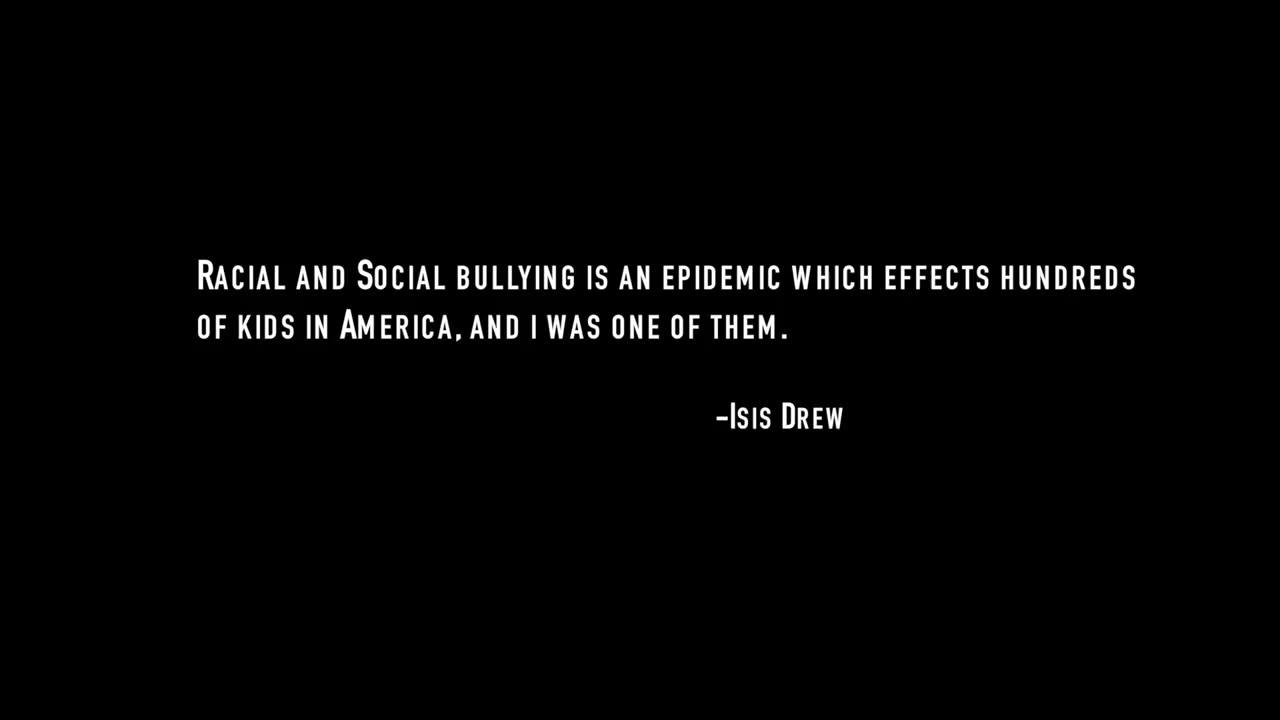 Racial and Social bullying is an epidemic which effects hundreds
of kids in America, and i was one of them.
-Isis Drew